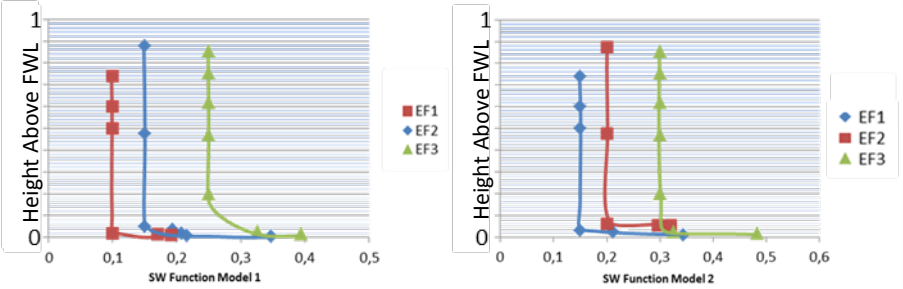 Height Above FWL
1
0
0
0,1
0,2
0,3
0,4
0,5
SW Function Model 1
EF1
EF2
EF3
Height Above FWL
1
0
0
0,1
0,2
0,3
0,4
0,5
0,6
SW Function Model 2
EF1
EF2
EF3